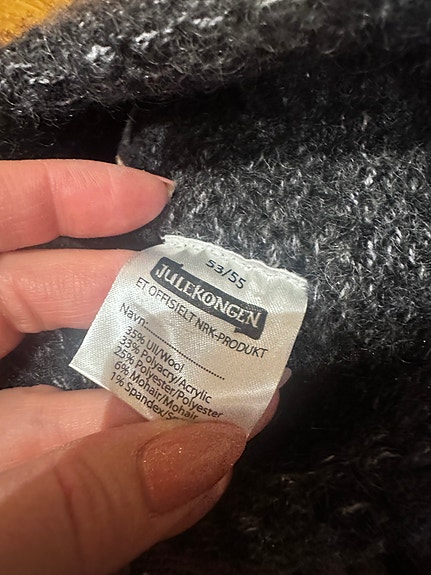 53/55
JULEKONGEN
ET OFFISIELT NRK-PRODUKT
Navn:....................
35% Ull/Wool
33% Polyacry/Acrylic
25% Polyester/Polyester
6% Mohair/Mohair
1% Spandex/